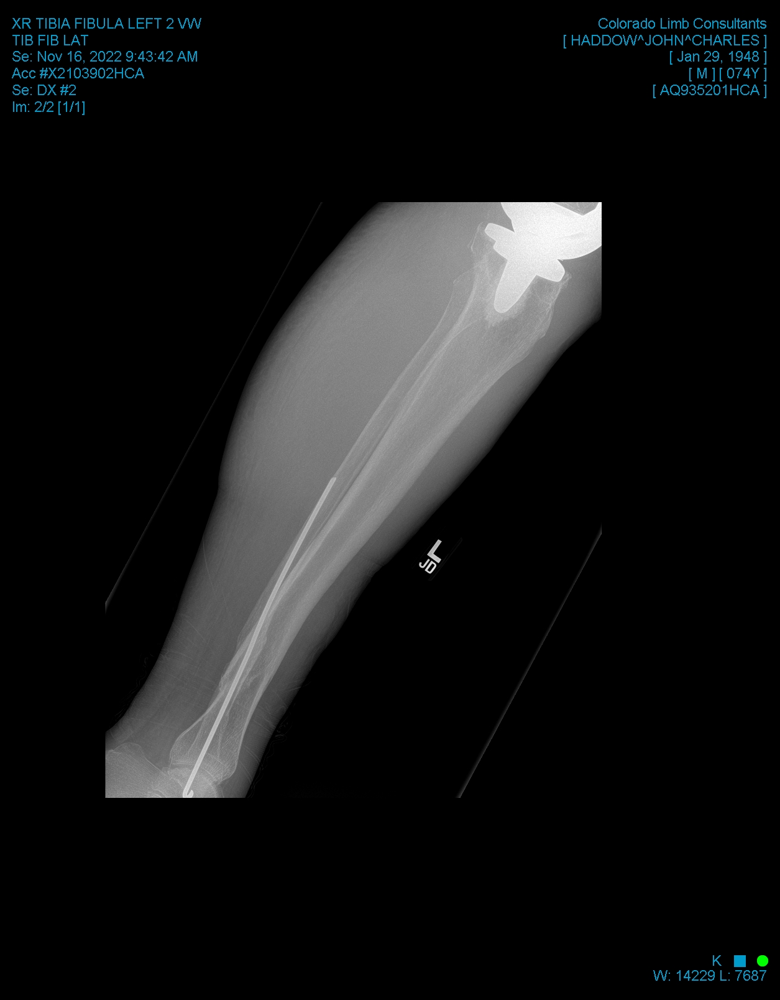 XR TIBIA FIBULA LEFT 2 VW
TIB FIB LAT
Se: Nov 16, 2022 9:43:42 AM
Acc #X2103902HCA
Se: DX #2
Im: 2/2 [1/1]
Colorado Limb Consultants
[ HADDOW^JOHN^CHARLES ]
[ Jan 29, 1948 ]
[ M ] [ 074Y ]
[ AQ935201HCA ]
L
JD
K
W: 14229 L: 7687